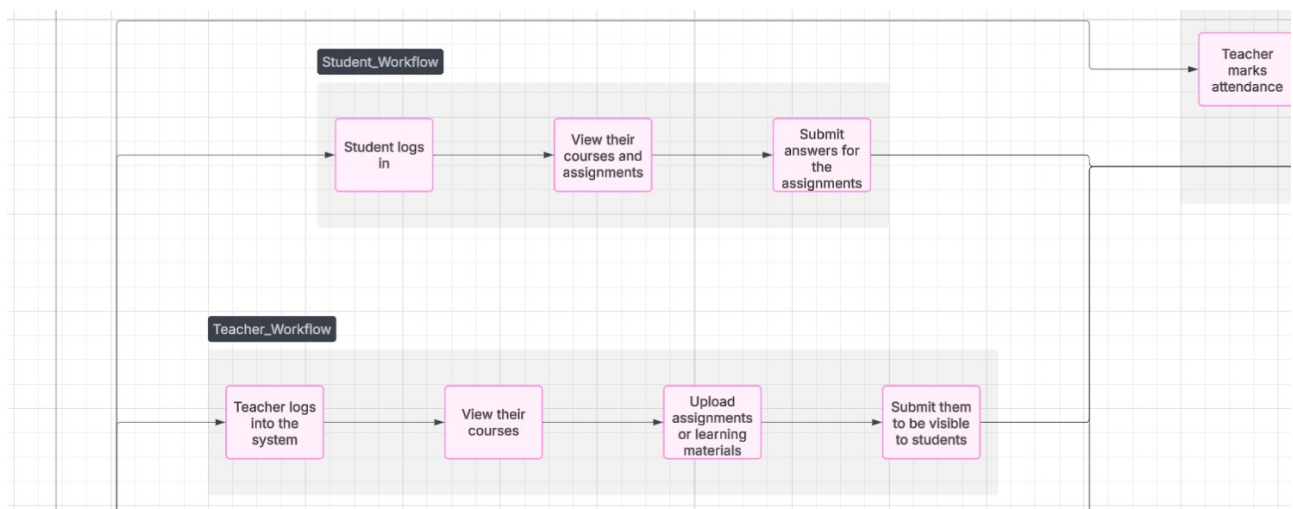 Student_Workflow
Teacher
marks
attendance
Student logs
in
View their
courses and
assignments
Submit
answers for
the
assignments
Teacher_Workflow
Teacher logs
into the
system
View their
courses
Upload
assignments
or learning
materials
Submit them
to be visible
to students